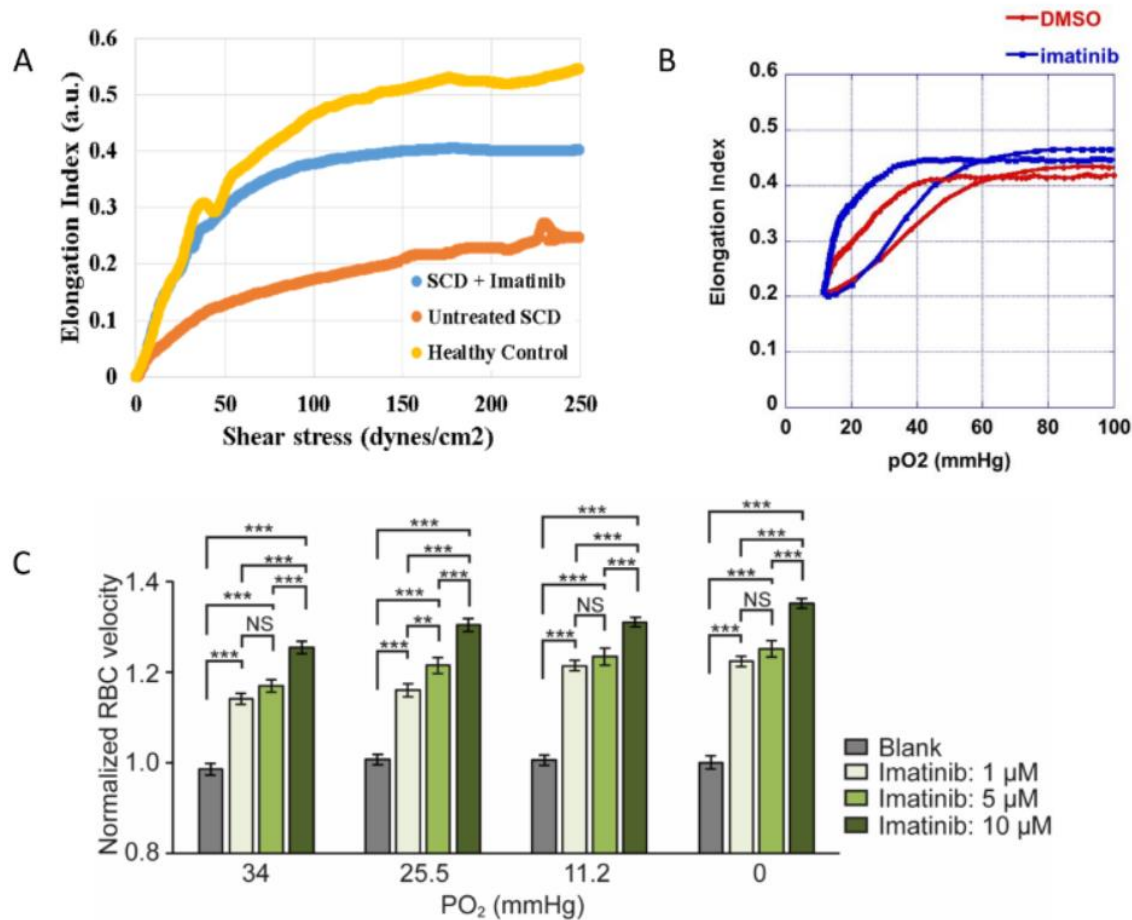 A
Elongation Index (a.u.)
0.6
0.5
0.4
0.3
0.2
0.1
0
0 50 100 150 200 250
Shear stress (dynes/cm2)
SCD + Imatinib
Untreated SCD
Healthy Control
B
DMSO
imatinib
Elongation Index
0.6
0.5
0.4
0.3
0.2
0.1
0
0 20 40 60 80 100
pO2 (mmHg)
C
Normalized RBC velocity
1.4
1.2
1.0
0.8
*** *** *** ***
*** *** *** ***
*** *** *** ***
*** *** *** ***
NS ** NS NS
*** *** *** ***
34 25.5 11.2 0
PO₂ (mmHg)
Blank
Imatinib: 1 µM
Imatinib: 5 µM
Imatinib: 10 µM